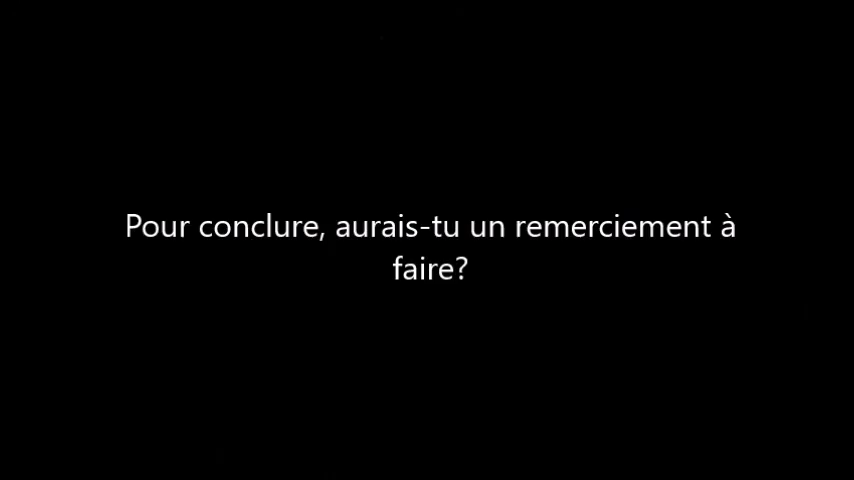 Pour conclure, aurais-tu un remerciement à
faire?